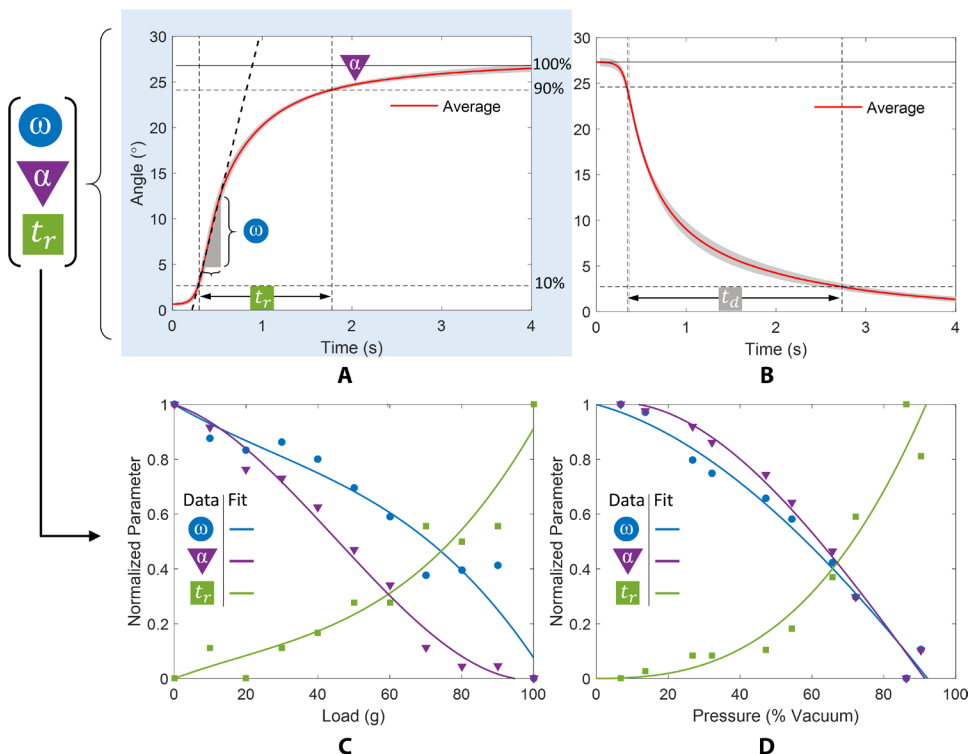 ω
α
t_r
30
25
20
15
10
5
0
Angle (°)
0
1
2
3
4
Time (s)
α
Average
ω
t_r
100%
90%
10%
A
30
25
20
15
10
5
0
0
1
2
3
4
Time (s)
Average
t_d
B
1
0.8
0.6
0.4
0.2
0
Normalized Parameter
Data Fit
ω
α
t_r
0
20
40
60
80
100
Load (g)
C
1
0.8
0.6
0.4
0.2
0
Normalized Parameter
Data Fit
ω
α
t_r
0
20
40
60
80
100
Pressure (% Vacuum)
D